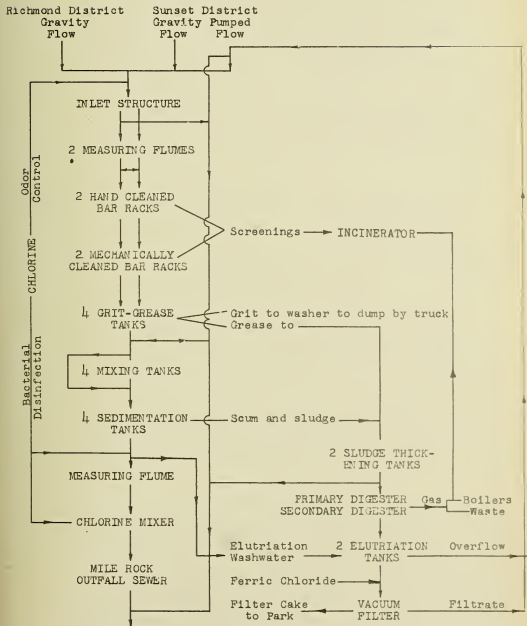 Richmond District
Gravity
Flow
Sunset District
Gravity Pumped
Flow Flow
INLET STRUCTURE
2 MEASURING FLUMES
2 HAND CLEANED
BAR RACKS
2 MECHANICALLY
CLEANED BAR RACKS
Screenings
INCINERATOR
4 GRIT-GREASE
TANKS
Grit to washer to dump by truck
Grease to
4 MIXING TANKS
4 SEDIMENTATION
TANKS
Scum and sludge
2 SLUDGE THICK-
ENING TANKS
MEASURING FLUME
PRIMARY DIGESTER
SECONDARY DIGESTER
Gas
Boilers
Waste
CHLORINE MIXER
Elutriation
Washwater
2 ELUTRIATION
TANKS
Overflow
MILE ROCK
OUTFALL SEWER
Ferric Chloride
Filter Cake
to Park
VACUUM
FILTER
Filtrate
CHLORINE
Odor
Control
Bacterial
Disinfection